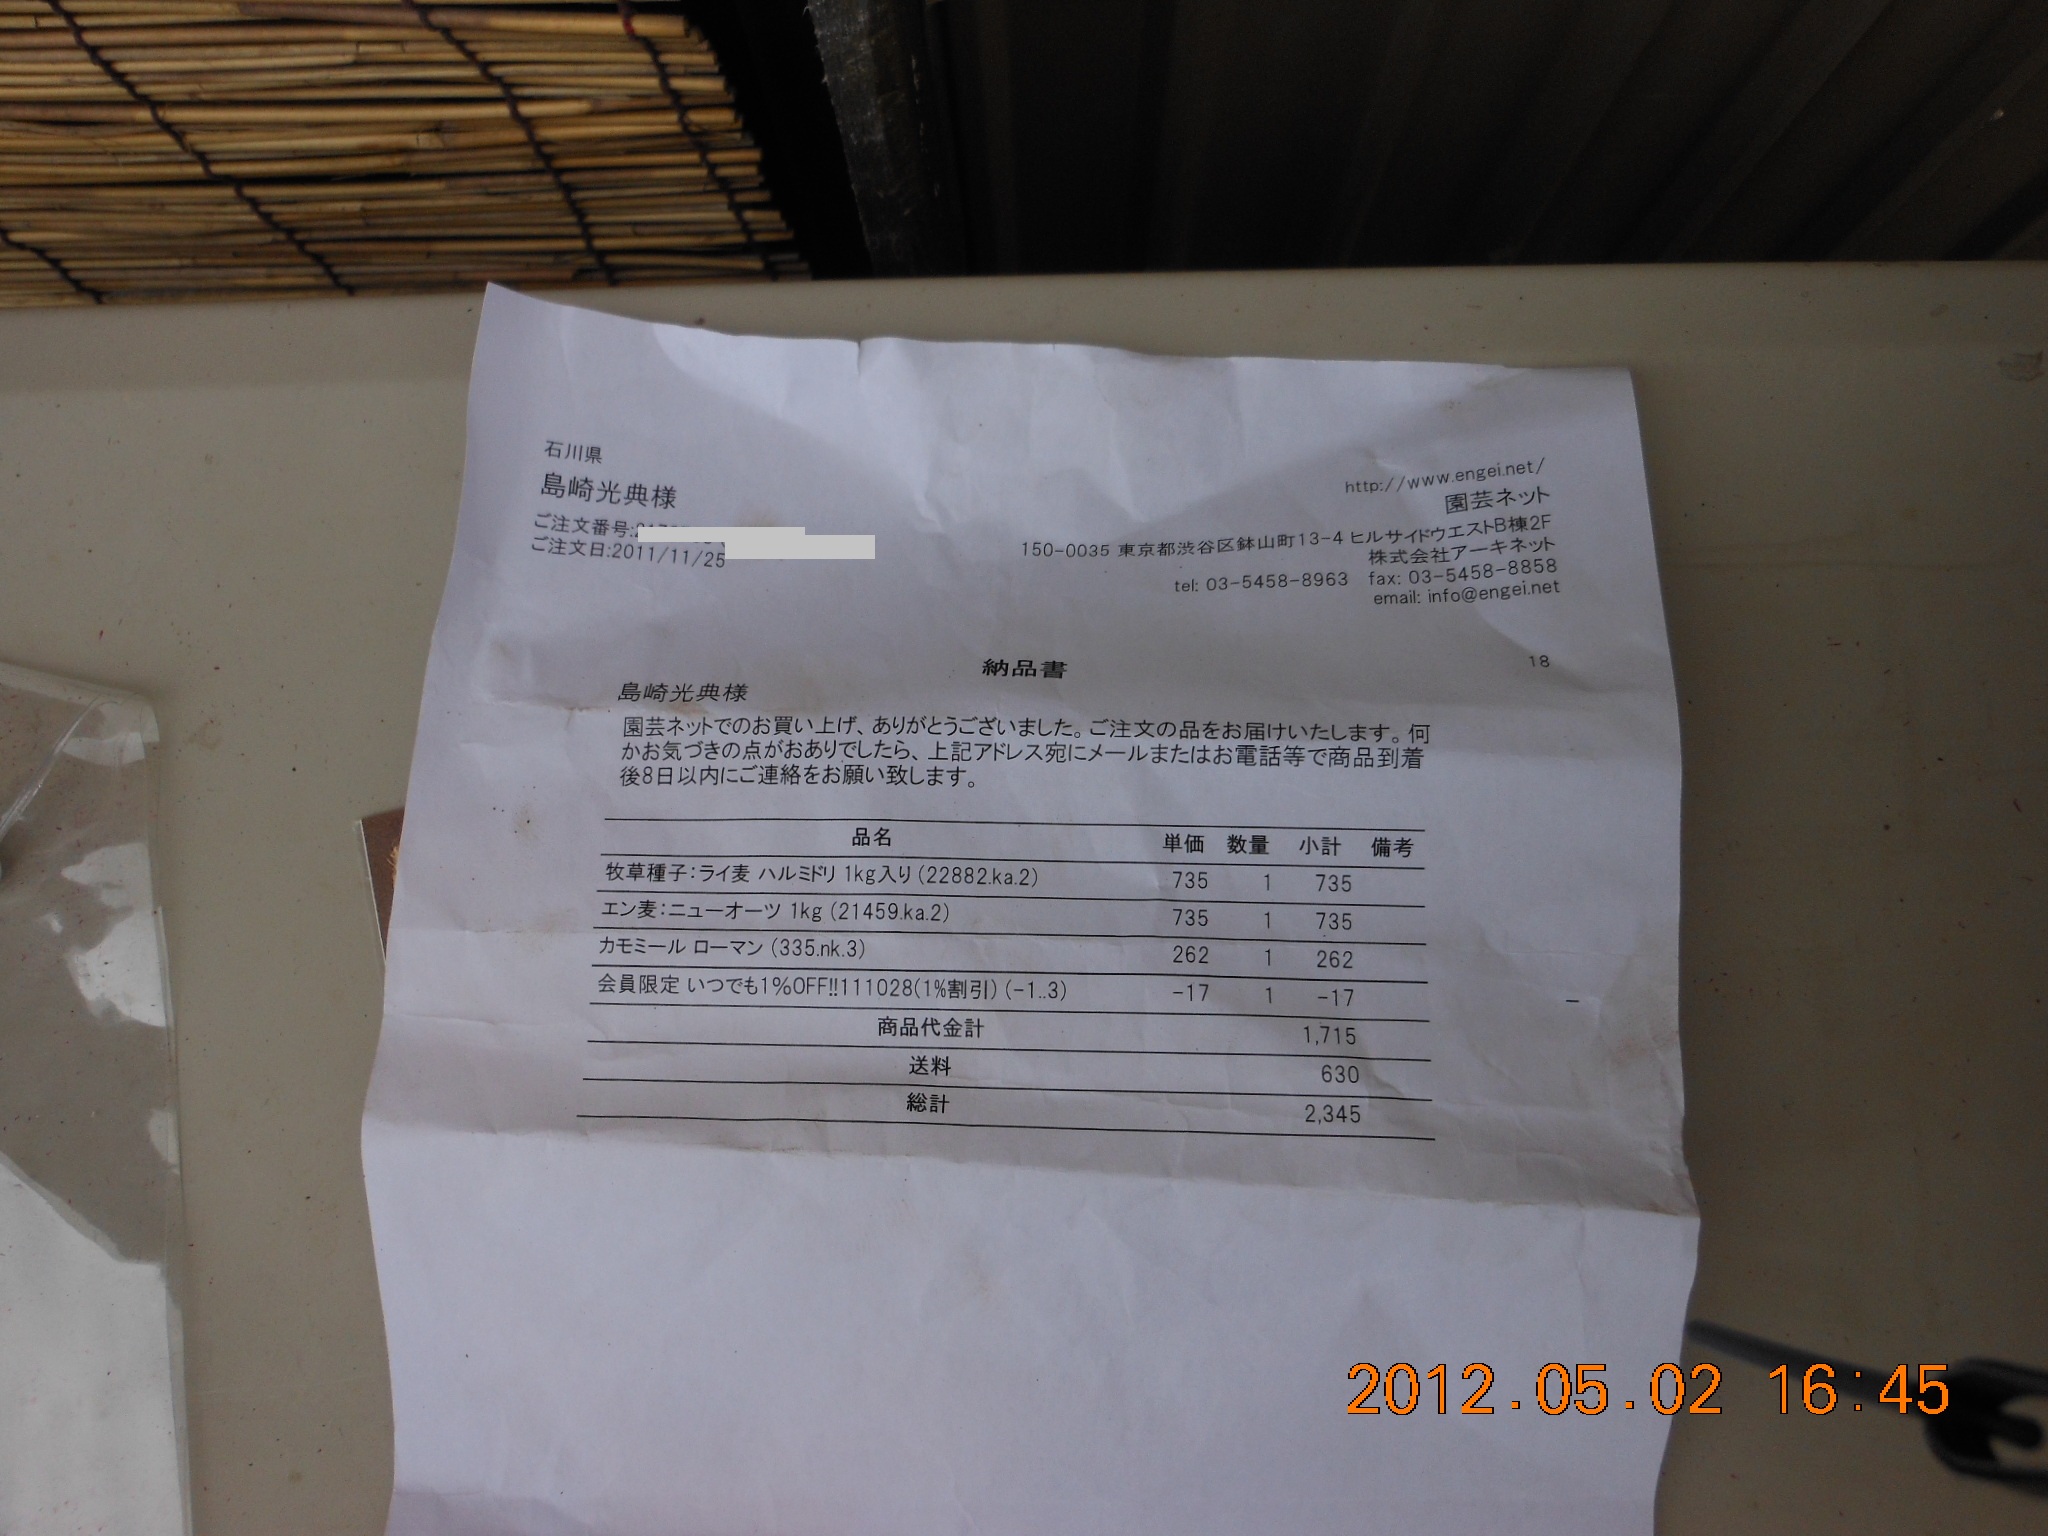 石川県
島崎光典様
ご注文番号:
ご注文日:2011/11/25
http://www.engei.net/
園芸ネット
150-0035 東京都渋谷区鉢山町13-4 ヒルサイドウエストB棟2F
株式会社アーキネット
tel: 03-5458-8963 fax: 03-5458-8858
email: info@engei.net
納品書
18
島崎光典様
園芸ネットでのお買い上げ、ありがとうございました。ご注文の品をお届けいたします。何
かお気づきの点がおありでしたら、上記アドレス宛にメールまたはお電話等で商品到着
後8日以内にご連絡をお願い致します。
品名 単価 数量 小計 備考
牧草種子:ライ麦 ハルミドリ 1kg入り (22882.ka.2) 735 1 735
エン麦:ニューオーツ 1kg (21459.ka.2) 735 1 735
カモミール ローマン (335.nk.3) 262 1 262
会員限定 いつでも1%OFF!!111028(1%割引) (-1..3) -17 1 -17
商品代金計 1,715
送料 630
総計 2,345
2012.05.02 16:45